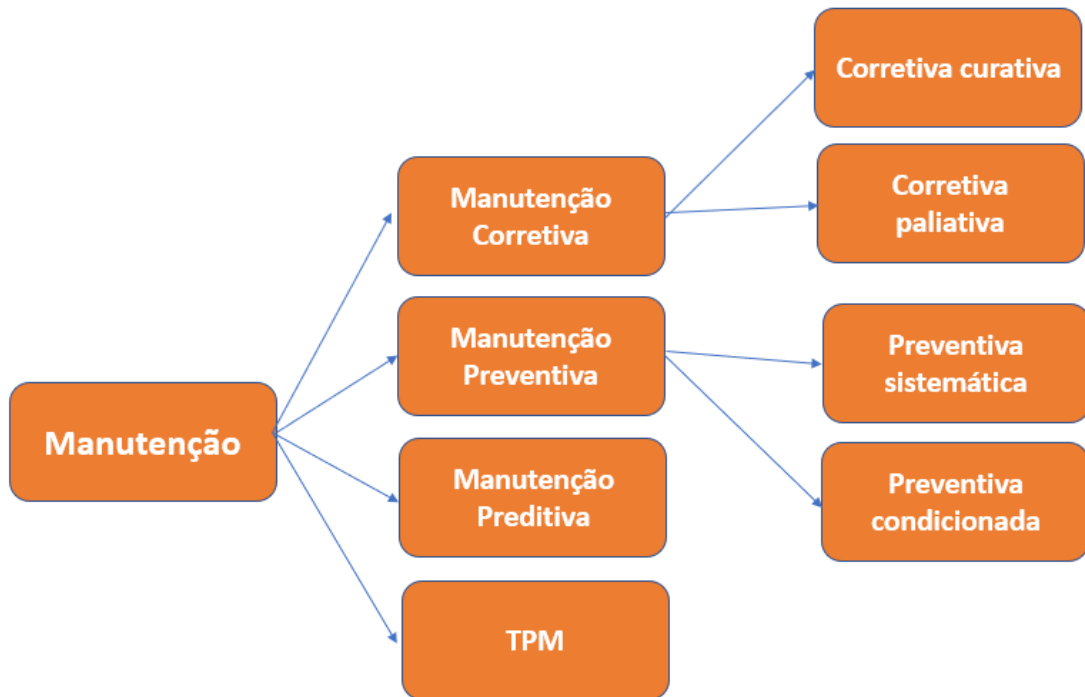 Manutenção
Manutenção
Corretiva
Manutenção
Preventiva
Manutenção
Preditiva
TPM
Corretiva curativa
Corretiva
paliativa
Preventiva
sistemática
Preventiva
condicionada